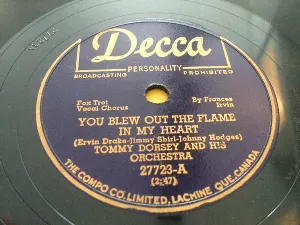 Decca
PERSONALITY
BROADCASTING PROHIBITED
Fox Trot By Frances
Vocal Chorus Irvin
YOU BLEW OUT THE FLAME
IN MY HEART
(Ervin Drake-Jimmy Shirl-Johnny Hodges)
TOMMY DORSEY AND HIS
ORCHESTRA
27723-A
(2:47)
THE COMPO CO. LIMITED, LACHINE QUE. CANADA